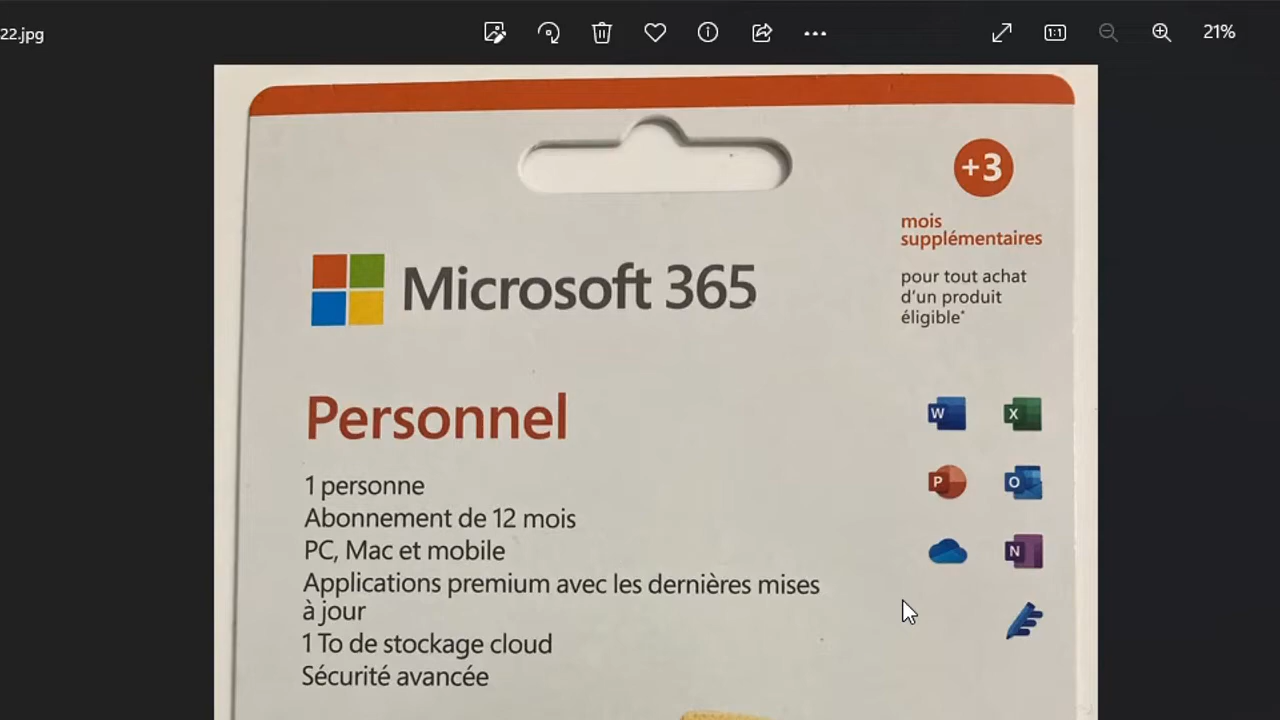 22.jpg
1:1
21%
+3
mois
supplémentaires
pour tout achat
d'un produit
éligible*
Microsoft 365
Personnel
W X
P O
N
1 personne
Abonnement de 12 mois
PC, Mac et mobile
Applications premium avec les dernières mises
à jour
1 To de stockage cloud
Sécurité avancée